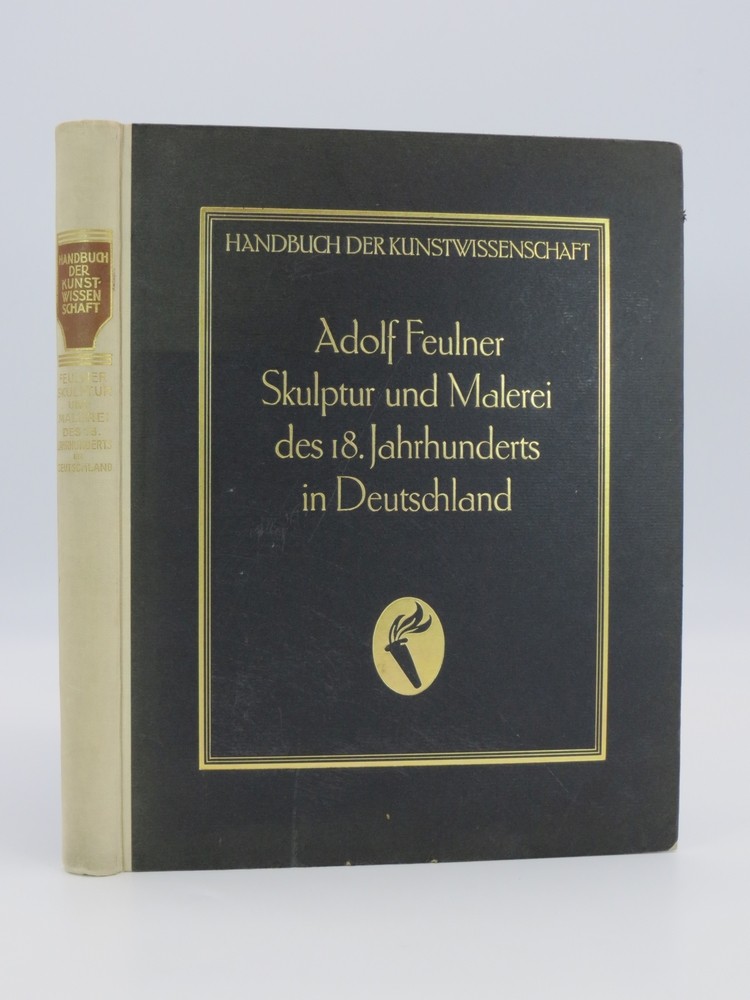 HANDBUCH DER KUNSTWISSENSCHAFT
Adolf Feulner
Skulptur und Malerei
des 18. Jahrhunderts
in Deutschland
HANDBUCH
DER
KUNST-
WISSEN
SCHAFT
FEULNER
SKULPTUR
UND
MALEREI
DES 18.
JAHRHUNDERTS
IN
DEUTSCHLAND